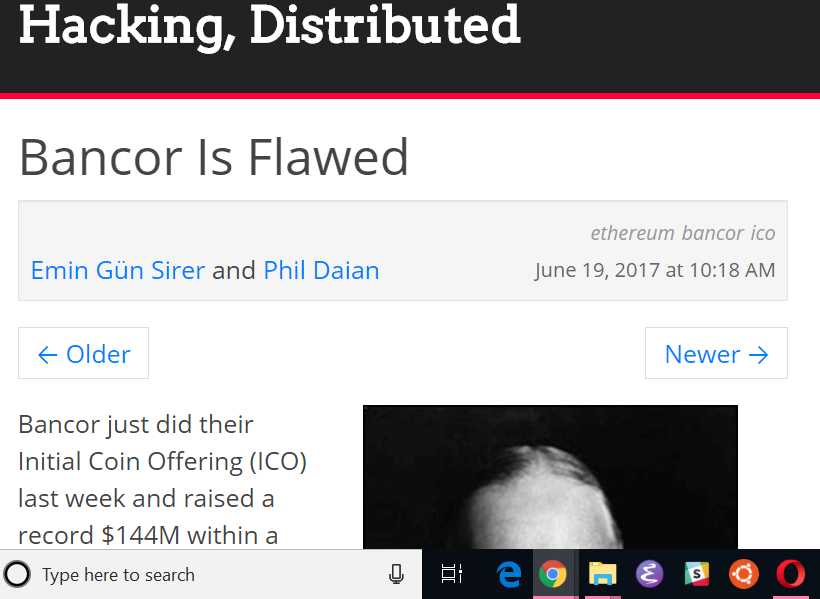 Hacking, Distributed
Bancor Is Flawed
ethereum bancor ico
Emin Gün Sirer and Phil Daian
June 19, 2017 at 10:18 AM
← Older
Newer →
Bancor just did their
Initial Coin Offering (ICO)
last week and raised a
record $144M within a
Type here to search